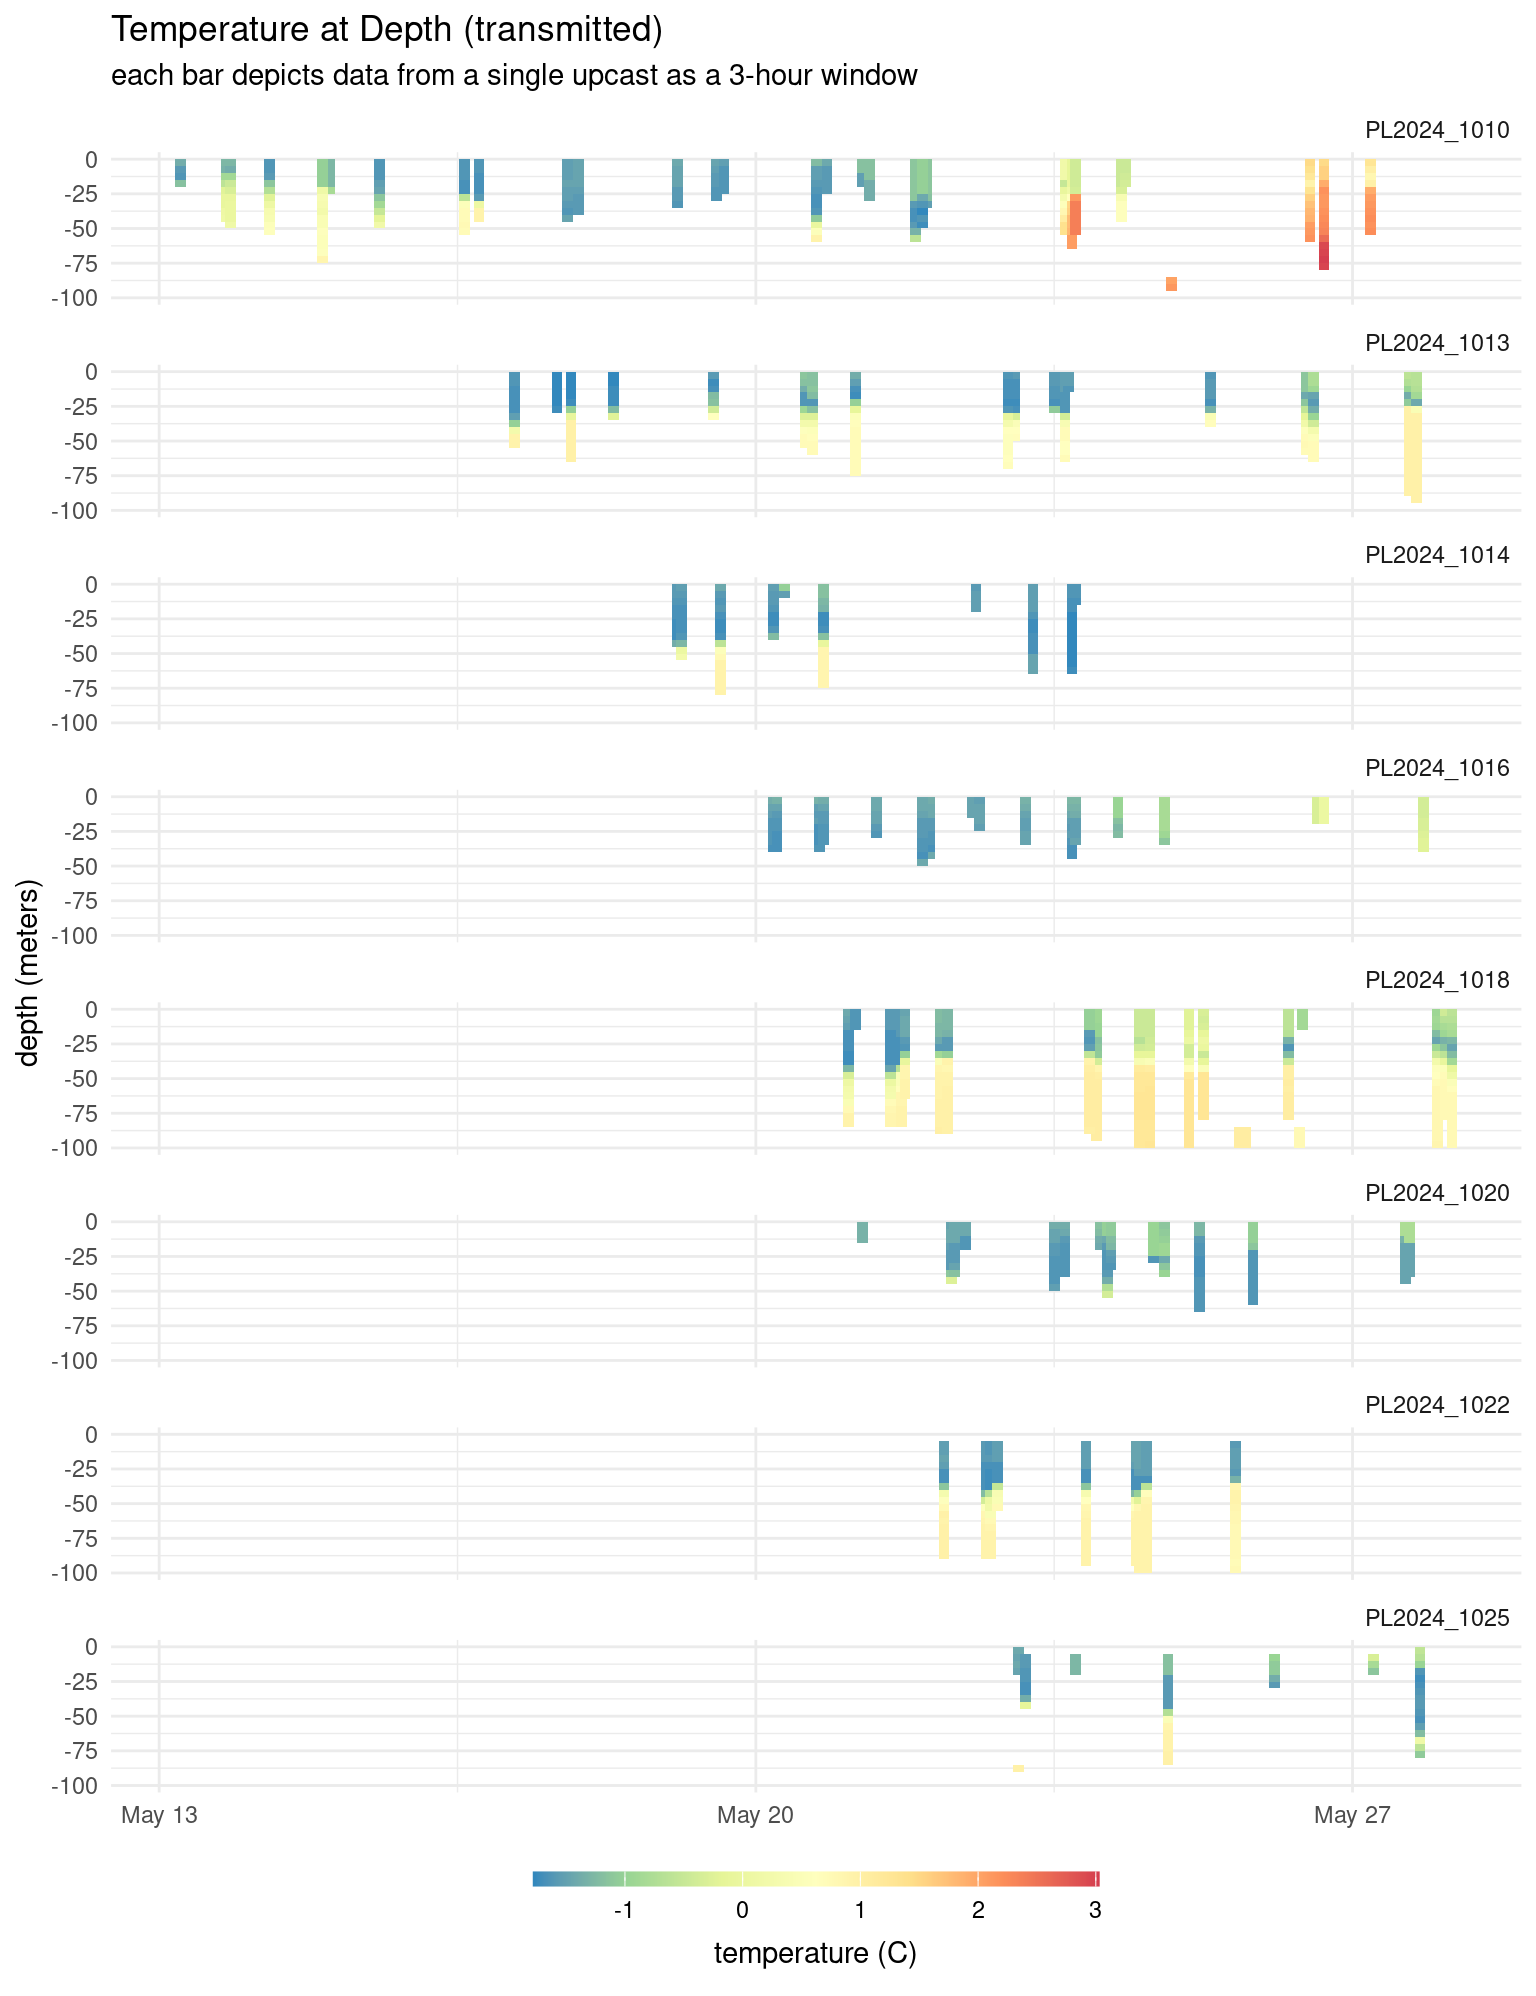 Temperature at Depth (transmitted)
each bar depicts data from a single upcast as a 3-hour window
PL2024_1010
0
-25
-50
-75
-100
PL2024_1013
0
-25
-50
-75
-100
PL2024_1014
0
-25
-50
-75
-100
PL2024_1016
0
-25
-50
-75
-100
depth (meters)
PL2024_1018
0
-25
-50
-75
-100
PL2024_1020
0
-25
-50
-75
-100
PL2024_1022
0
-25
-50
-75
-100
PL2024_1025
0
-25
-50
-75
-100
May 13 May 20 May 27
-1 0 1 2 3
temperature (C)